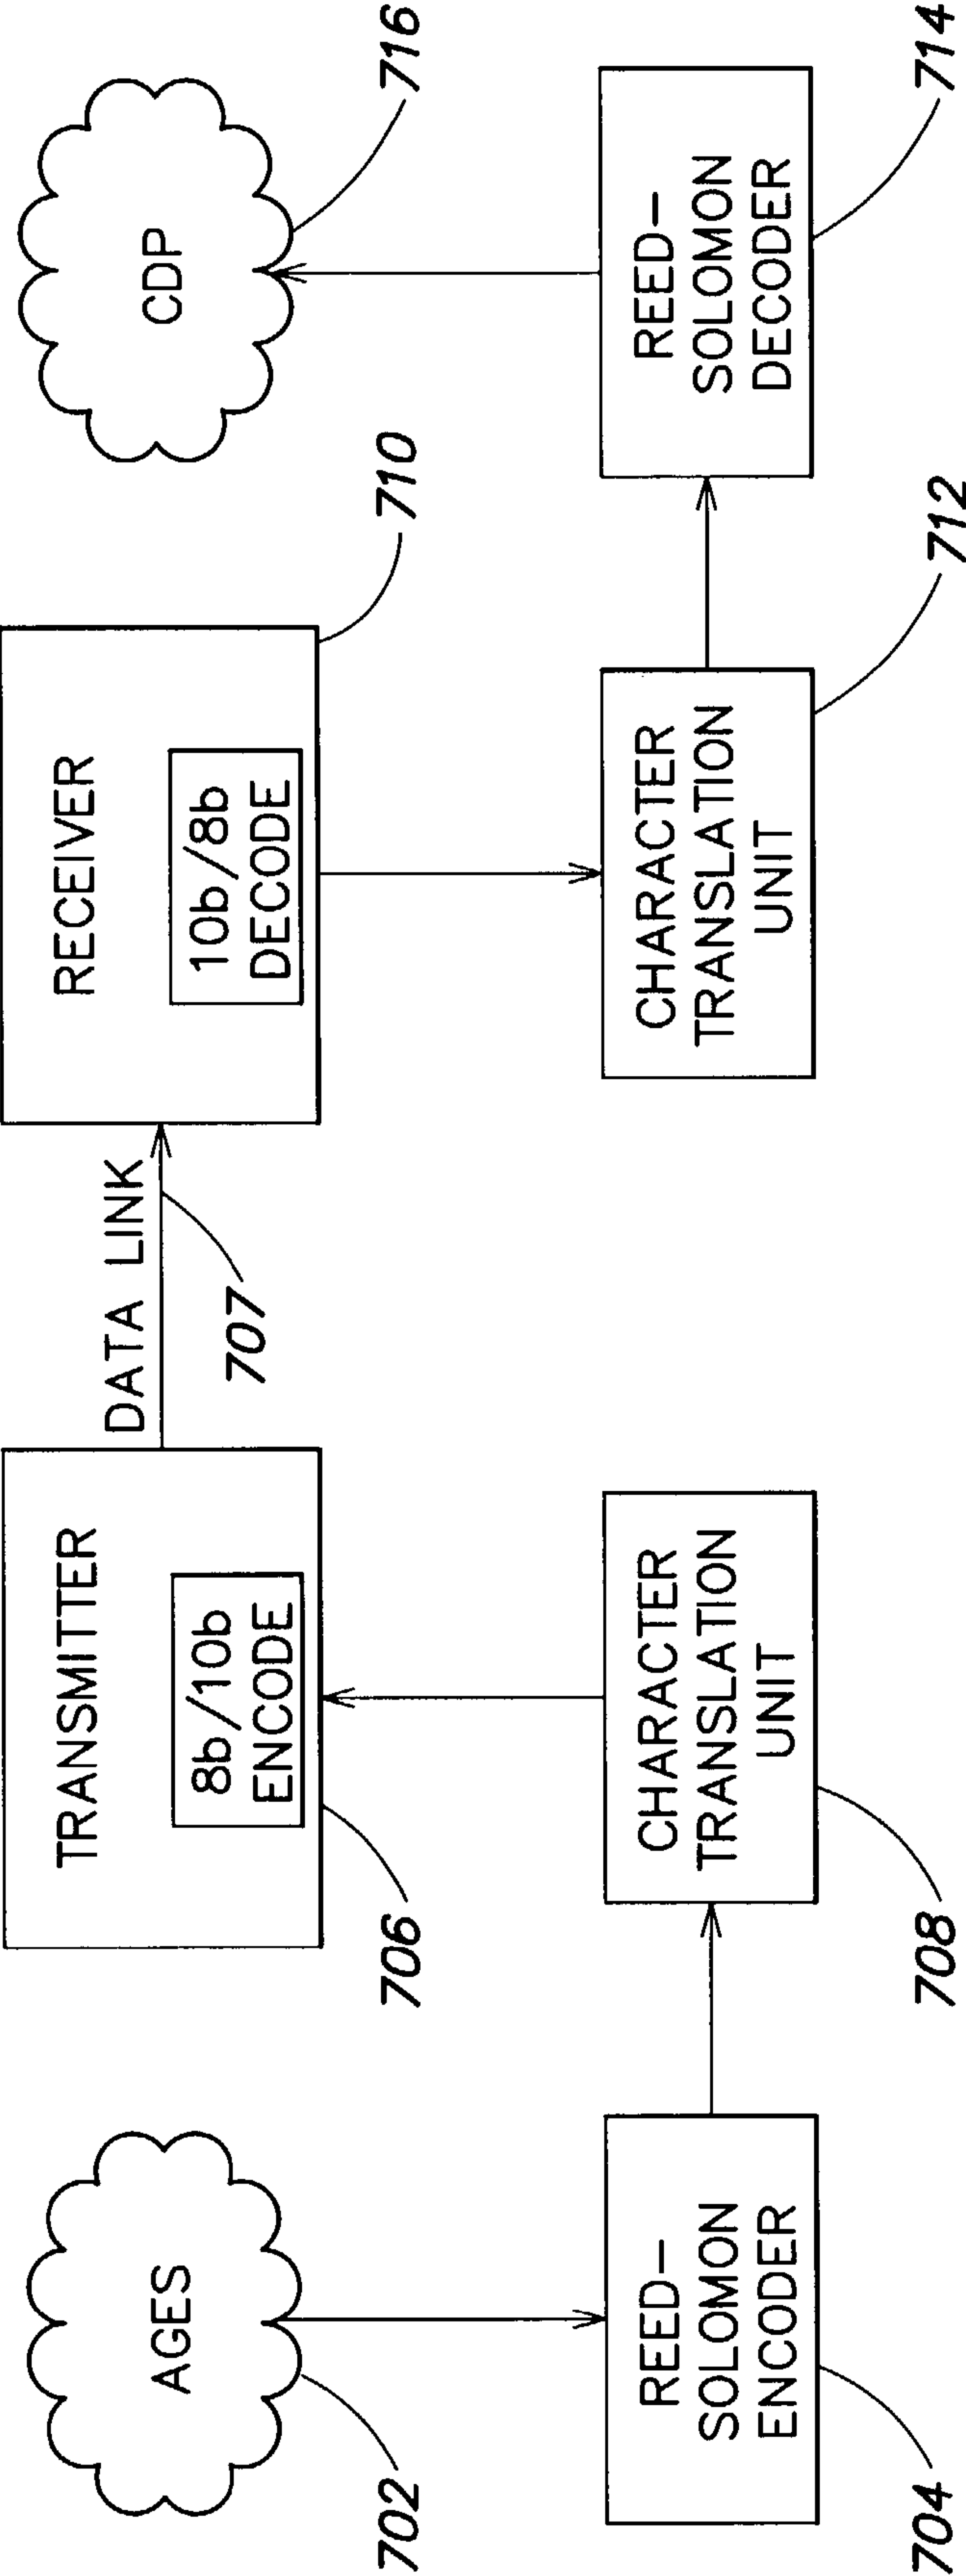 AGES
702
REED-
SOLOMON
ENCODER
704
TRANSMITTER
8b/10b
ENCODE
706
CHARACTER
TRANSLATION
UNIT
708
DATA LINK
707
RECEIVER
10b/8b
DECODE
710
CHARACTER
TRANSLATION
UNIT
712
CDP
716
REED-
SOLOMON
DECODER
714